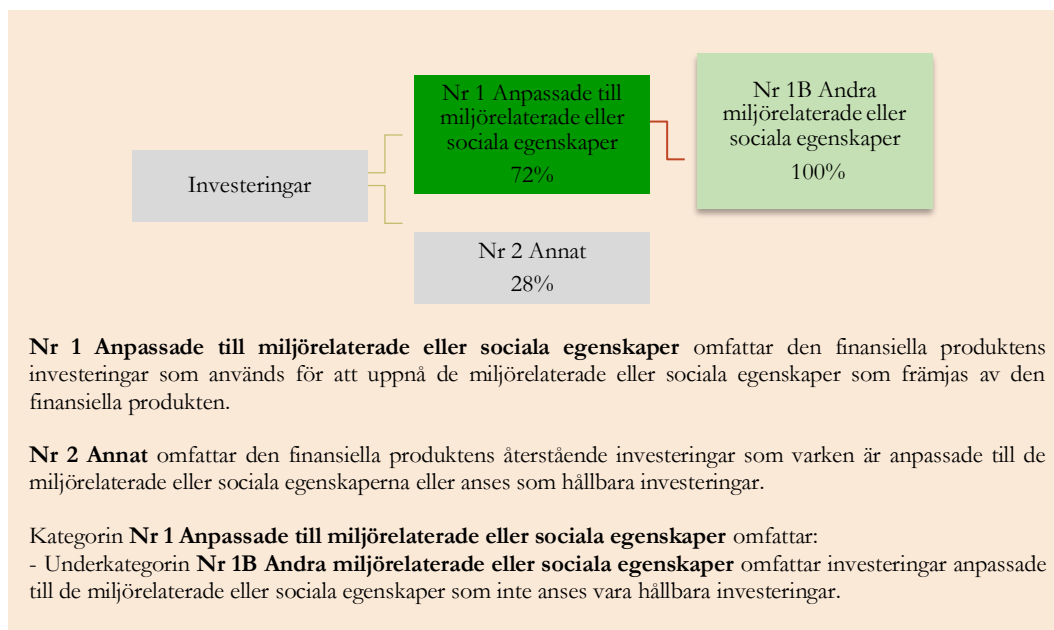 Nr 1 Anpassade till
miljörelaterade eller
sociala egenskaper
72%
Nr 1B Andra
miljörelaterade eller
sociala egenskaper
100%
Investeringar
Nr 2 Annat
28%
Nr 1 Anpassade till miljörelaterade eller sociala egenskaper omfattar den finansiella produktens
investeringar som används för att uppnå de miljörelaterade eller sociala egenskaper som främjas av den
finansiella produkten.
Nr 2 Annat omfattar den finansiella produktens återstående investeringar som varken är anpassade till de
miljörelaterade eller sociala egenskaperna eller anses som hållbara investeringar.
Kategorin Nr 1 Anpassade till miljörelaterade eller sociala egenskaper omfattar:
- Underkategorin Nr 1B Andra miljörelaterade eller sociala egenskaper omfattar investeringar anpassade
till de miljörelaterade eller sociala egenskaper som inte anses vara hållbara investeringar.